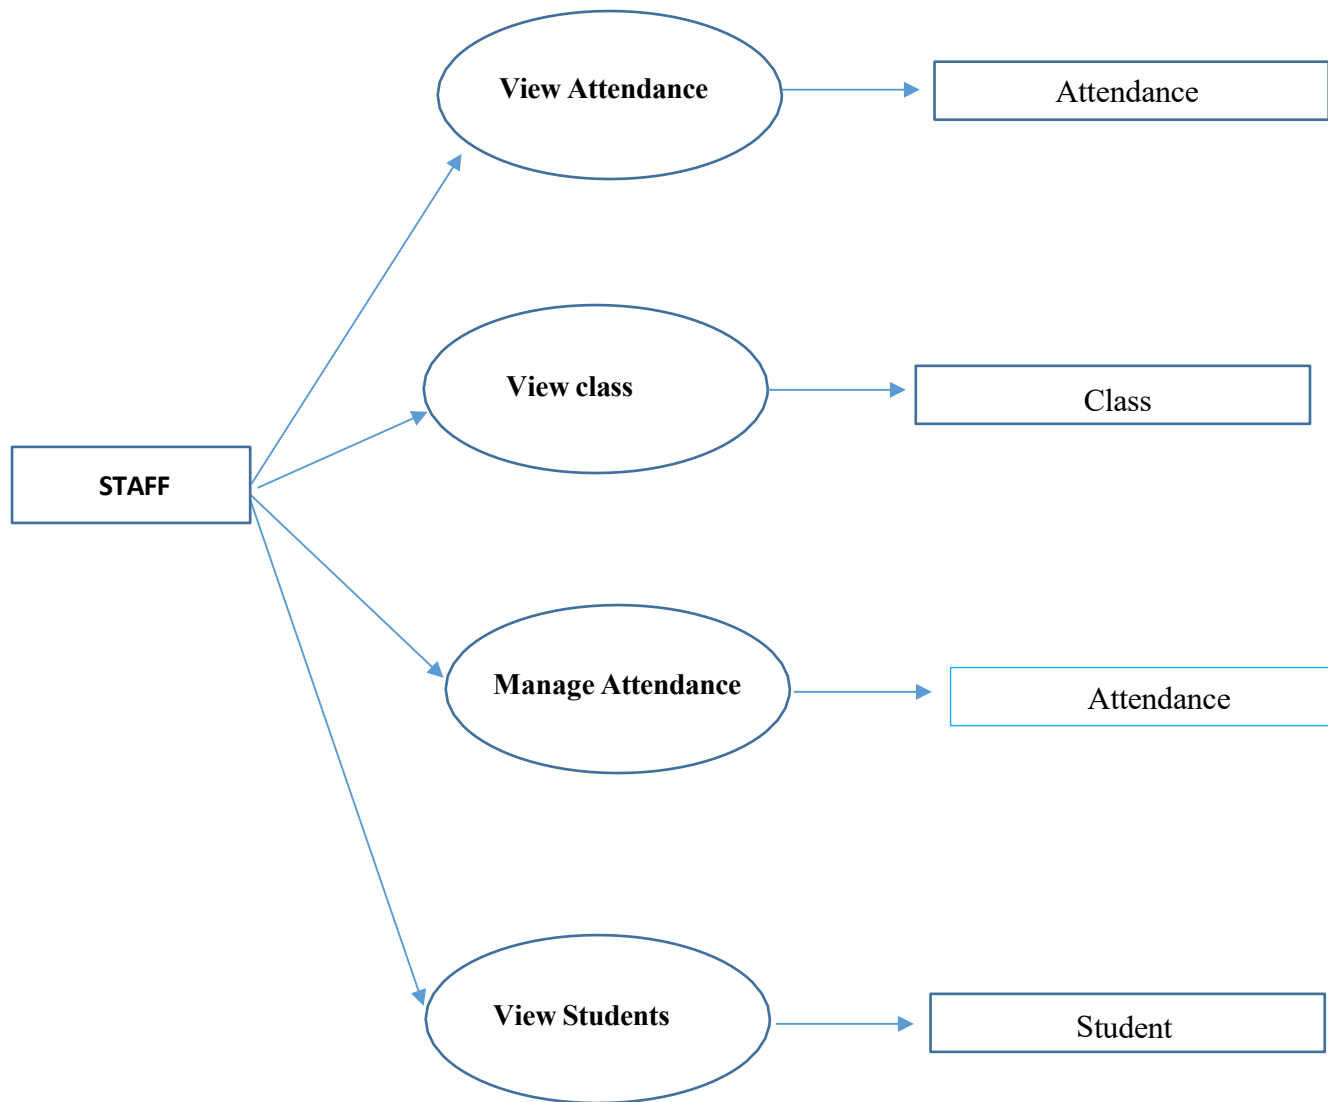 View Attendance
Attendance
View class
Class
STAFF
Manage Attendance
Attendance
View Students
Student